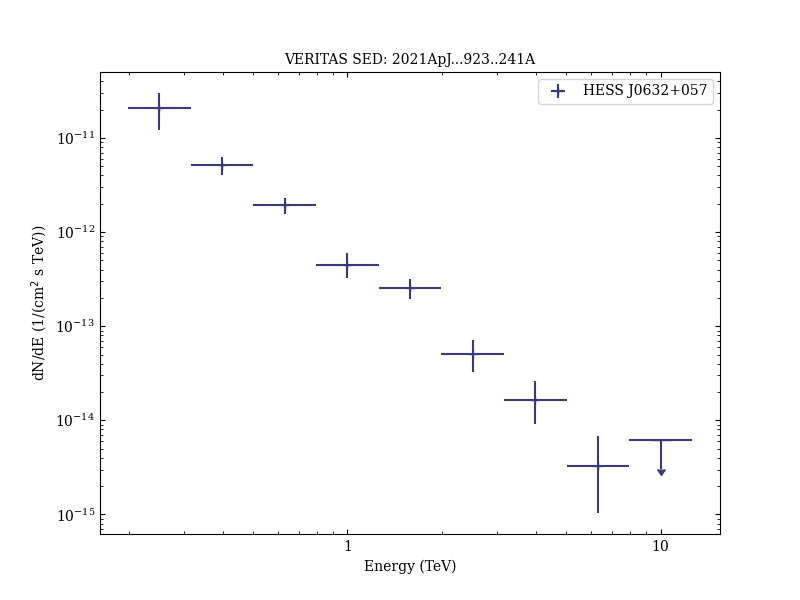 VERITAS SED: 2021ApJ...923..241A
HESS J0632+057
10⁻¹¹
10⁻¹²
10⁻¹³
10⁻¹⁴
10⁻¹⁵
dN/dE (1/(cm² s TeV))
1
10
Energy (TeV)